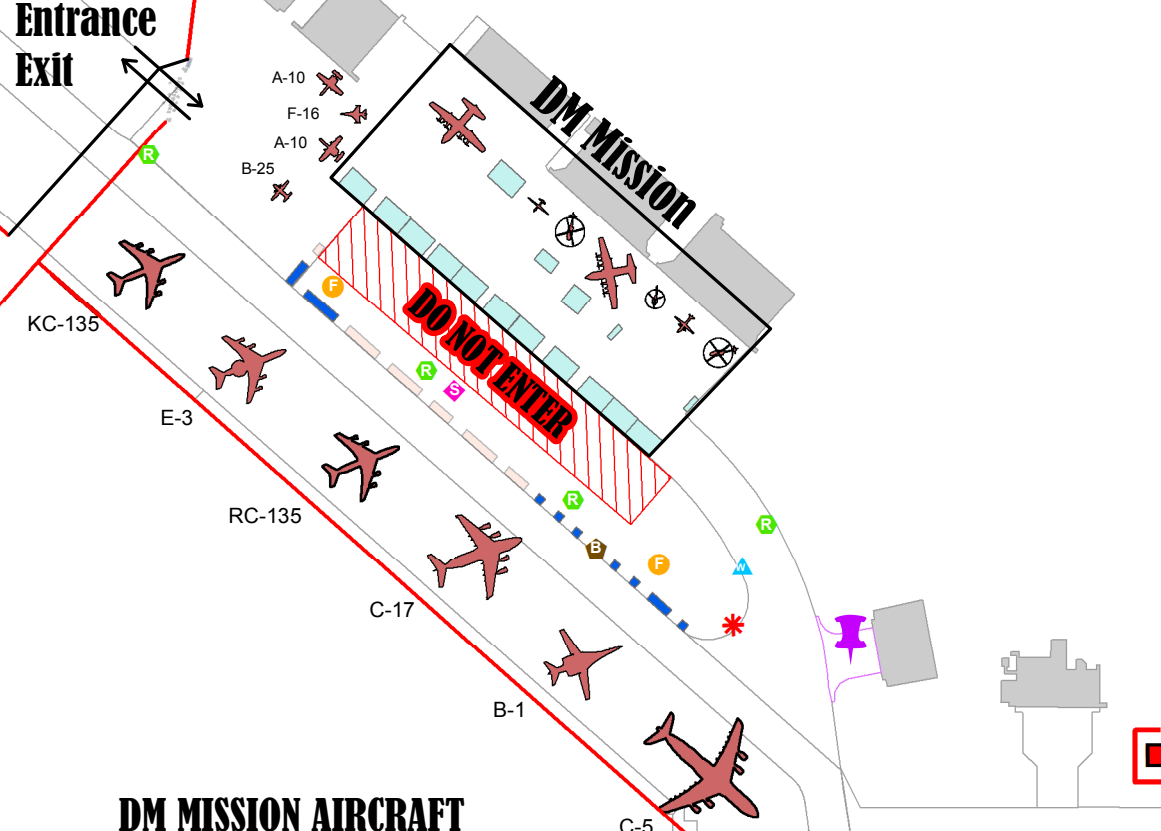 Entrance
Exit
A-10
F-16
A-10
B-25
DM Mission
R
KC-135
F
DO NOT ENTER
R
S
E-3
RC-135
R
R
B
F
W
C-17
B-1
C-5
DM MISSION AIRCRAFT